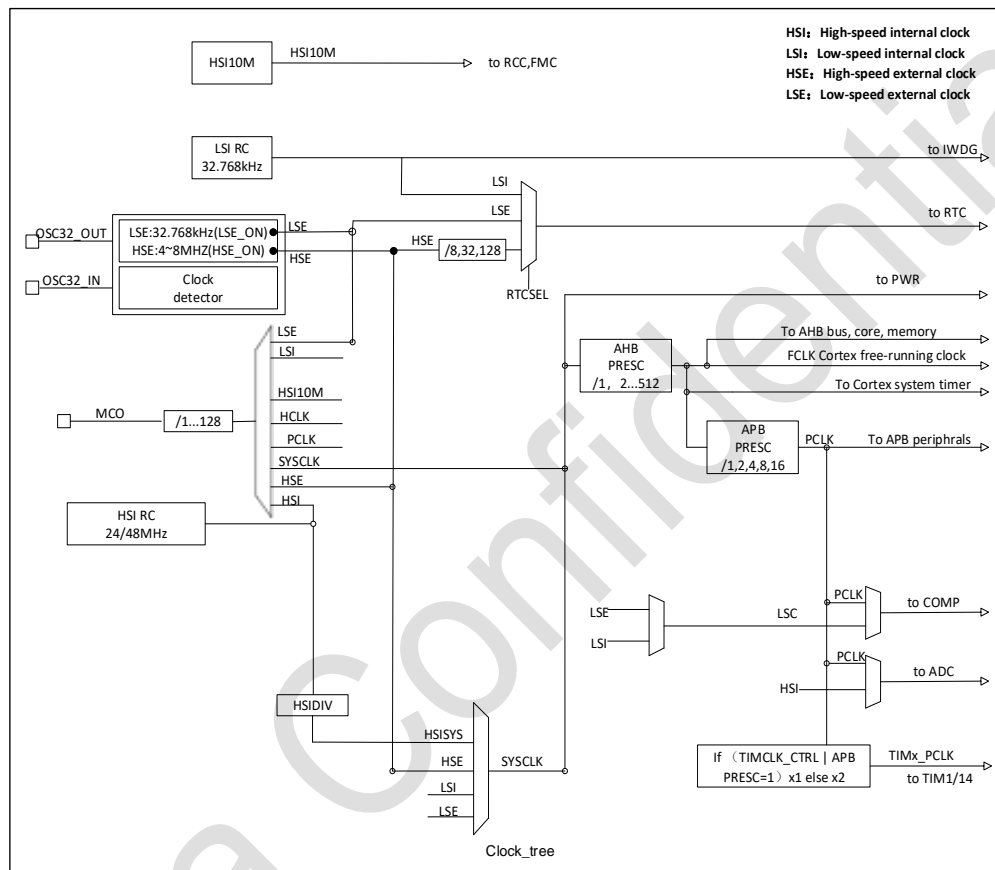 HSI：High-speed internal clock
LSI：Low-speed internal clock
HSE：High-speed external clock
LSE：Low-speed external clock
HSI10M
HSI10M
to RCC,FMC
LSI RC
32.768kHz
to IWDG
LSI
LSE
to RTC
OSC32_OUT
LSE:32.768kHz(LSE_ON)
LSE
HSE:4~8MHZ(HSE_ON)
HSE
HSE
/8,32,128
OSC32_IN
Clock
detector
RTCSEL
to PWR
LSE
LSI
HSI10M
HCLK
PCLK
SYSCLK
HSE
HSI
MCO
/1...128
AHB
PRESC
/1，2...512
To AHB bus, core, memory
FCLK Cortex free-running clock
To Cortex system timer
APB
PRESC
/1,2,4,8,16
PCLK
To APB periphrals
HSI RC
24/48MHz
LSE
LSI
LSC
PCLK
to COMP
PCLK
HSI
to ADC
HSIDIV
HSISYS
HSE
LSI
LSE
SYSCLK
If （TIMCLK_CTRL | APB
PRESC=1）x1 else x2
TIMx_PCLK
to TIM1/14
Clock_tree
a Confidential